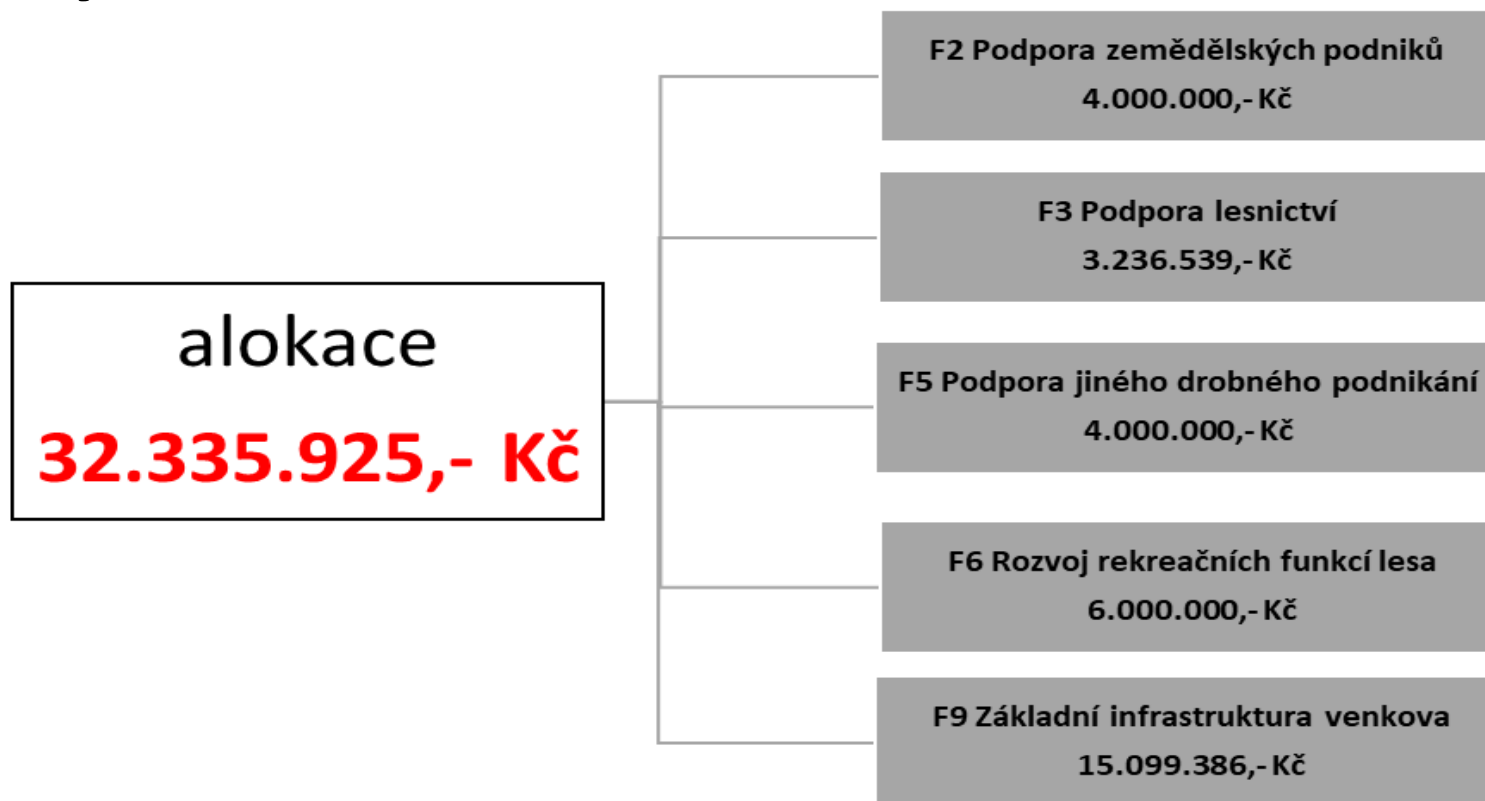 alokace
32.335.925,- Kč
F2 Podpora zemědělských podniků
4.000.000,- Kč
F3 Podpora lesnictví
3.236.539,- Kč
F5 Podpora jiného drobného podnikání
4.000.000,- Kč
F6 Rozvoj rekreačních funkcí lesa
6.000.000,- Kč
F9 Základní infrastruktura venkova
15.099.386,- Kč